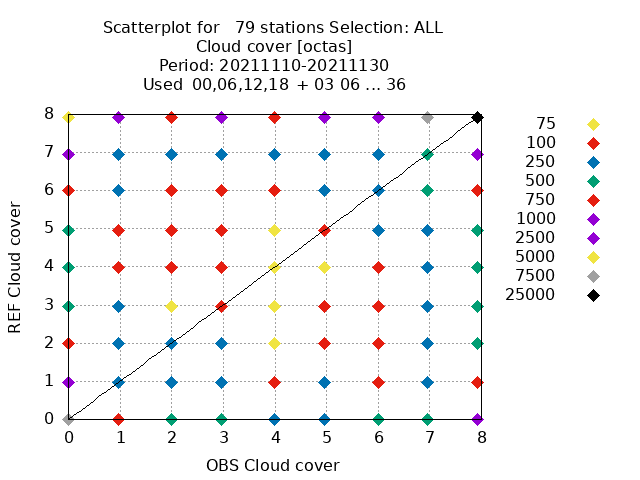 Scatterplot for   79 stations Selection: ALL
Cloud cover [octas]
Period: 20211110-20211130
Used  00,06,12,18  + 03 06 ... 36
8
7
6
5
4
3
2
1
0
REF Cloud cover
0 1 2 3 4 5 6 7 8
OBS Cloud cover
75
100
250
500
750
1000
2500
5000
7500
25000